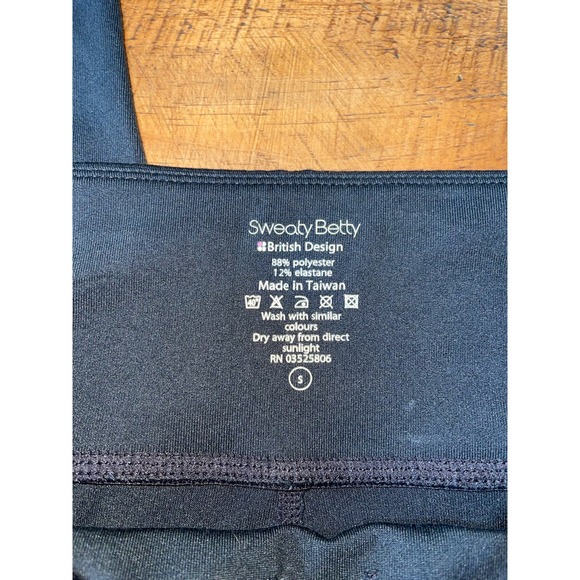 Sweaty Betty
British Design
88% polyester
12% elastane
Made in Taiwan
40°
Wash with similar
colours
Dry away from direct
sunlight
RN 03525806
S